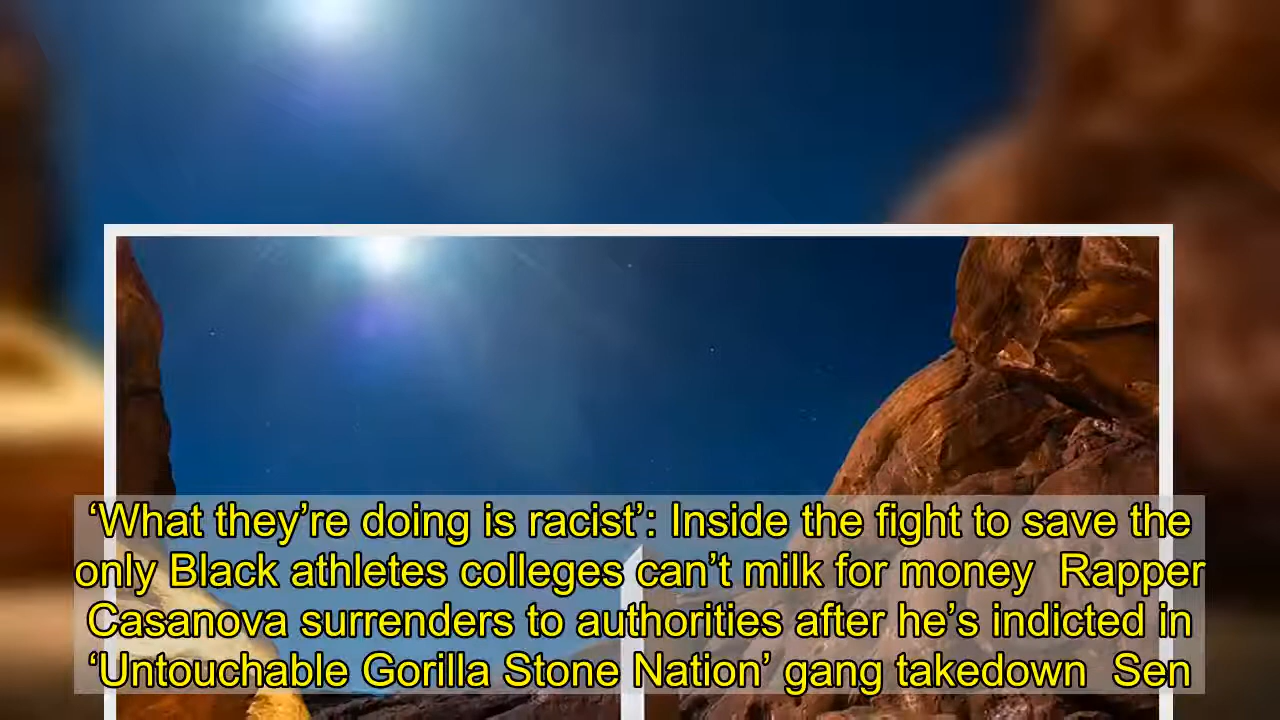 ‘What they’re doing is racist’: Inside the fight to save the
only Black athletes colleges can’t milk for money  Rapper
Casanova surrenders to authorities after he’s indicted in
‘Untouchable Gorilla Stone Nation’ gang takedown  Sen